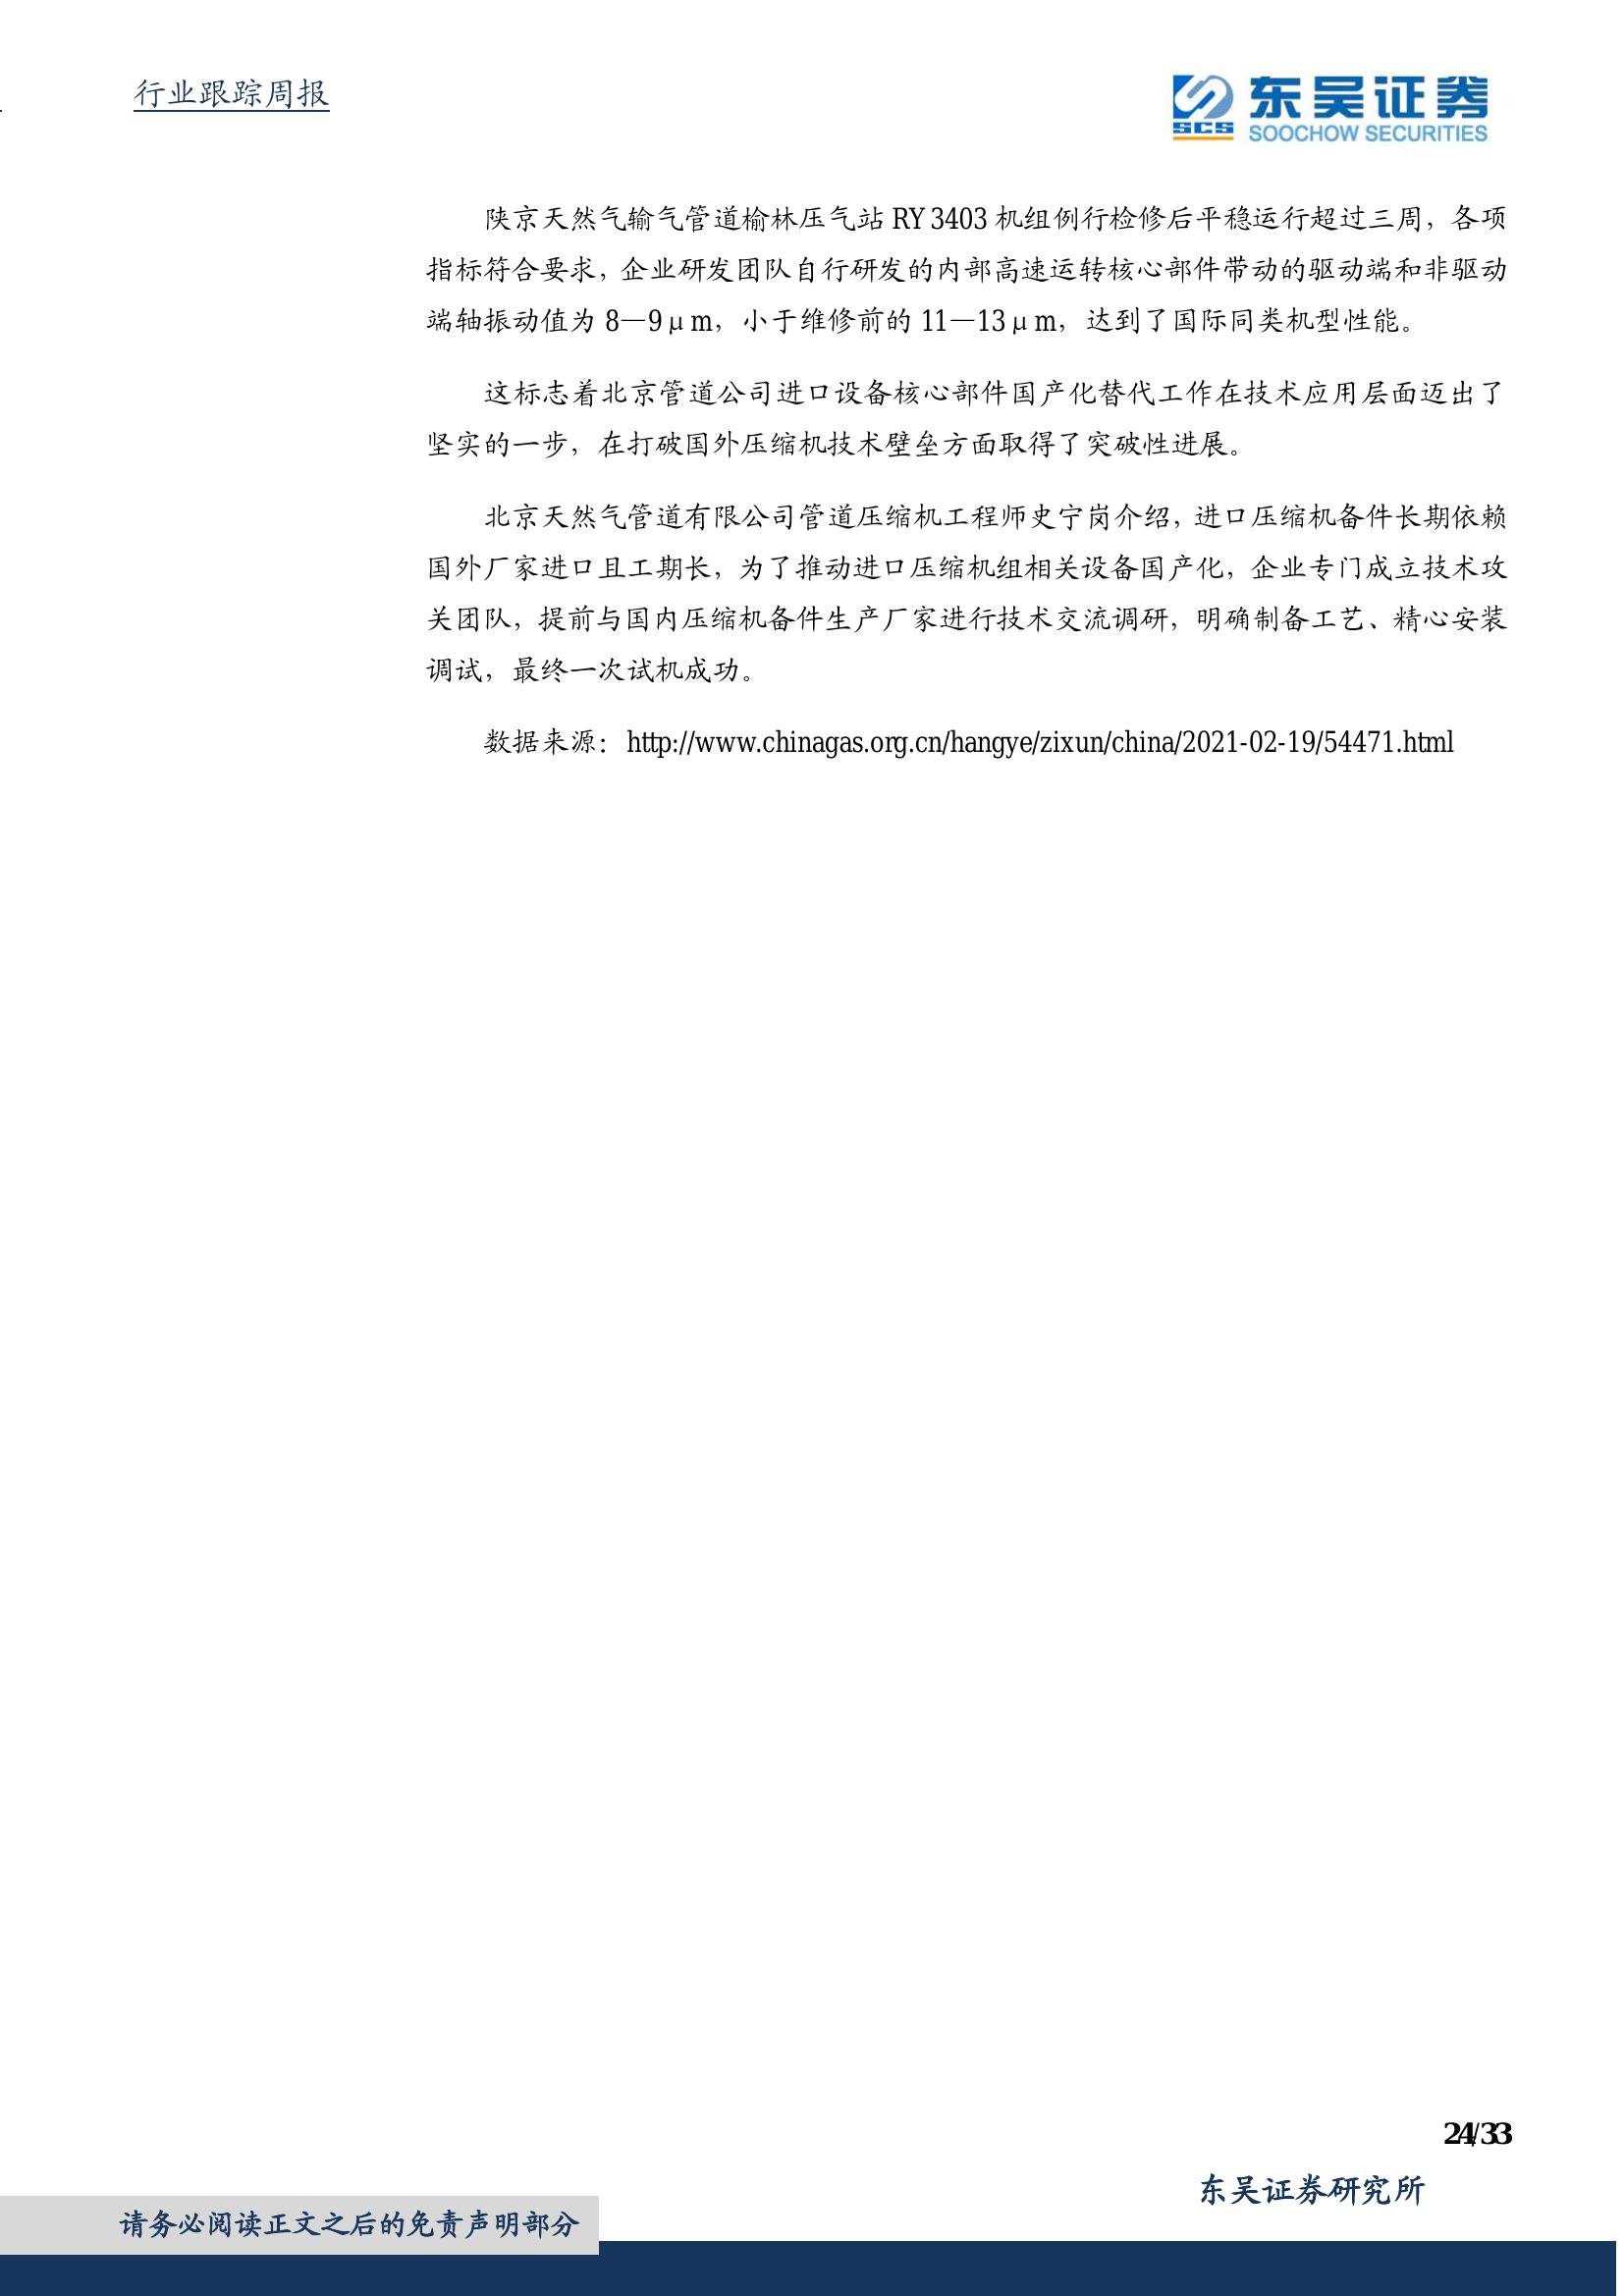 行业跟踪周报
SCS
东吴证券
SOOCHOW SECURITIES
陕京天然气输气管道榆林压气站 RY3403 机组例行检修后平稳运行超过三周，各项
指标符合要求，企业研发团队自行研发的内部高速运转核心部件带动的驱动端和非驱动
端轴振动值为 8—9μm，小于维修前的 11—13μm，达到了国际同类机型性能。
这标志着北京管道公司进口设备核心部件国产化替代工作在技术应用层面迈出了
坚实的一步，在打破国外压缩机技术壁垒方面取得了突破性进展。
北京天然气管道有限公司管道压缩机工程师史宁岗介绍，进口压缩机备件长期依赖
国外厂家进口且工期长，为了推动进口压缩机组相关设备国产化，企业专门成立技术攻
关团队，提前与国内压缩机备件生产厂家进行技术交流调研，明确制备工艺、精心安装
调试，最终一次试机成功。
数据来源：http://www.chinagas.org.cn/hangye/zixun/china/2021-02-19/54471.html
24/33
东吴证券研究所
请务必阅读正文之后的免责声明部分